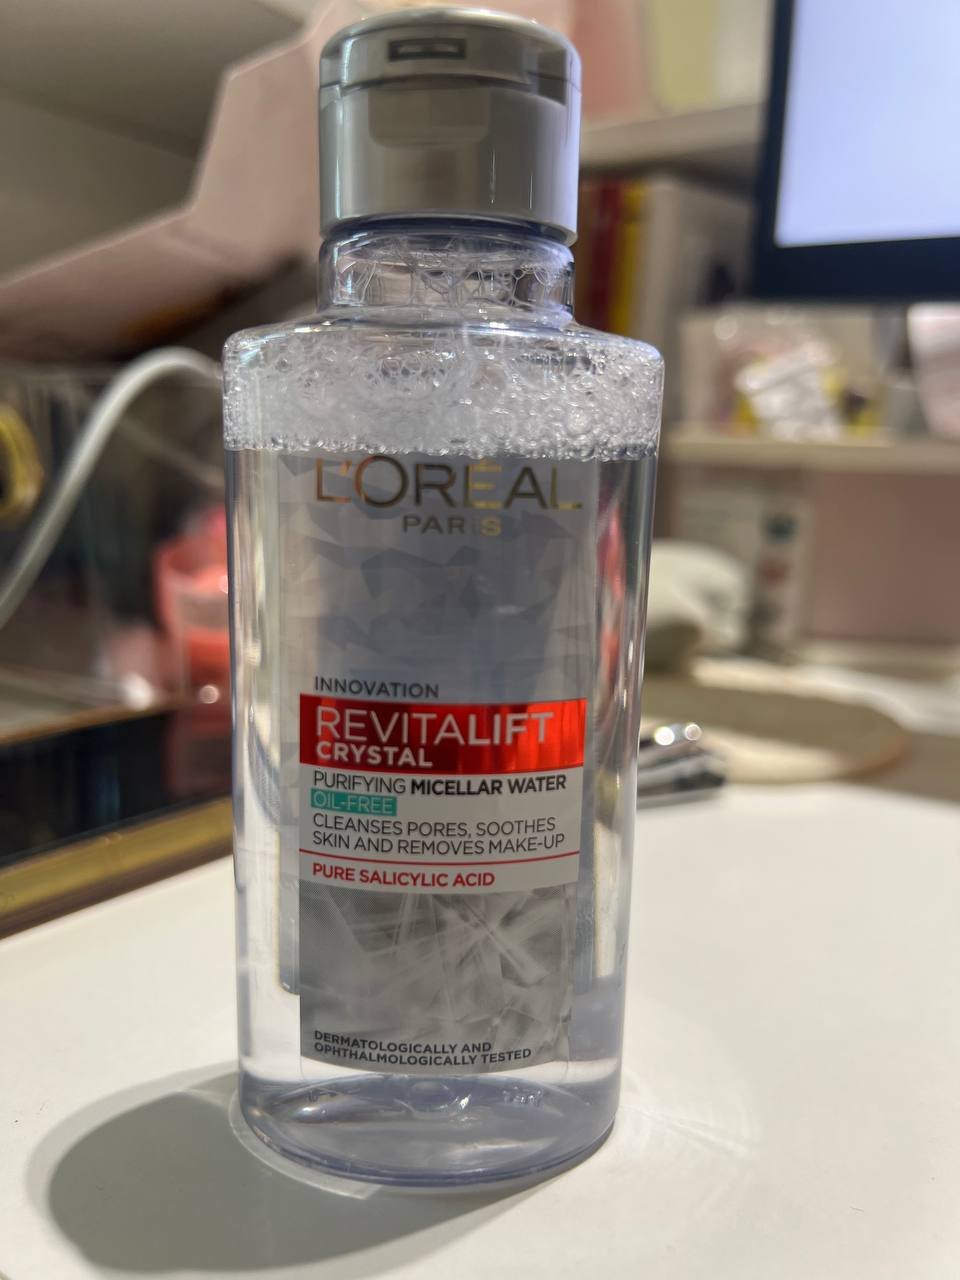 L'ORÉAL
PARIS
INNOVATION
REVITALIFT
CRYSTAL
PURIFYING MICELLAR WATER
OIL-FREE
CLEANSES PORES, SOOTHES
SKIN AND REMOVES MAKE-UP
PURE SALICYLIC ACID
DERMATOLOGICALLY AND
OPHTHALMOLOGICALLY TESTED